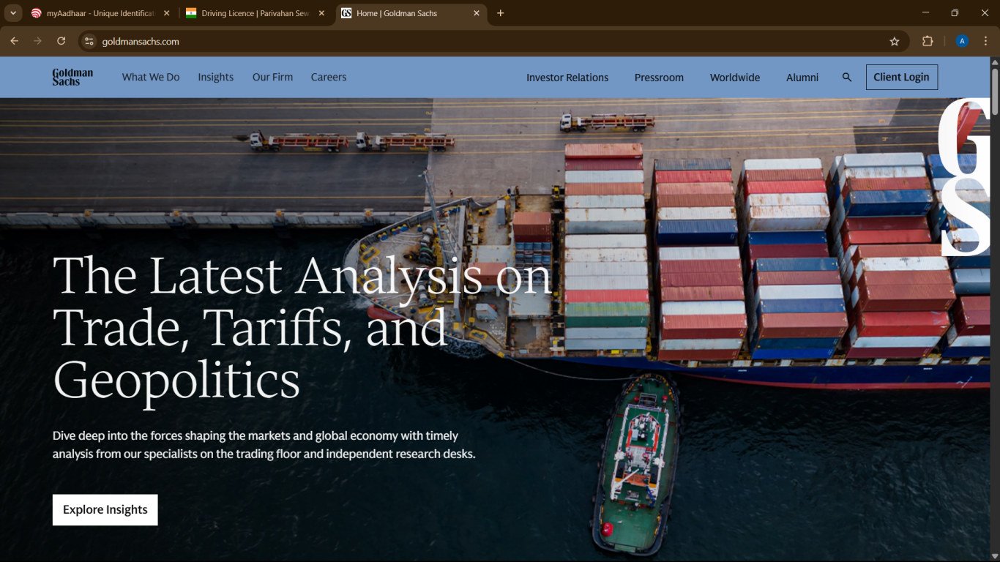 myAadhaar - Unique Identificat
Driving Licence | Parivahan Sew
Home | Goldman Sachs
goldmansachs.com
A
Goldman
Sachs
What We Do
Insights
Our Firm
Careers
Investor Relations
Pressroom
Worldwide
Alumni
Client Login
G
S
The Latest Analysis on
Trade, Tariffs, and
Geopolitics
Dive deep into the forces shaping the markets and global economy with timely
analysis from our specialists on the trading floor and independent research desks.
Explore Insights